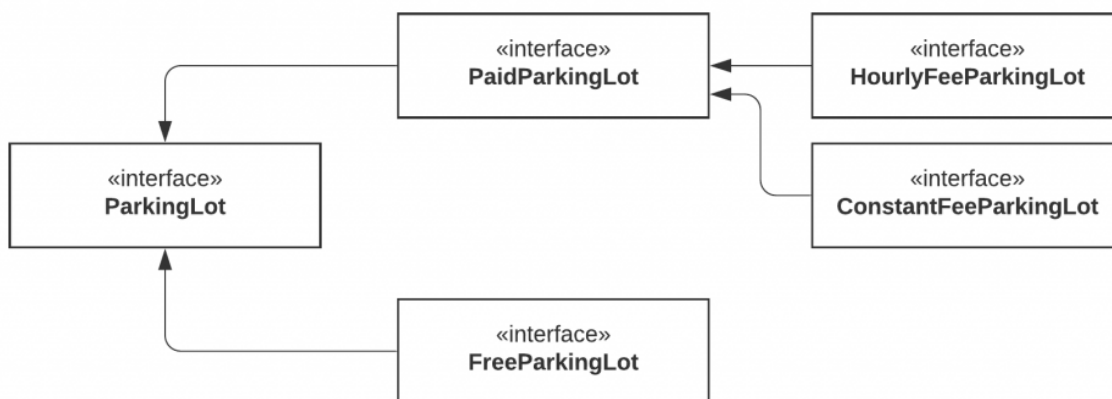 «interface»
PaidParkingLot
«interface»
HourlyFeeParkingLot
«interface»
ParkingLot
«interface»
ConstantFeeParkingLot
«interface»
FreeParkingLot